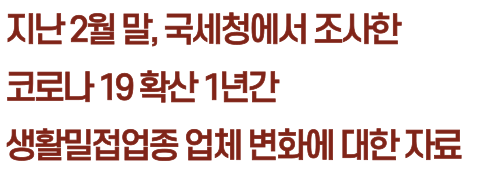 지난 2월 말, 국세청에서 조사한
코로나 19 확산 1년간
생활밀접업종 업체 변화에 대한 자료